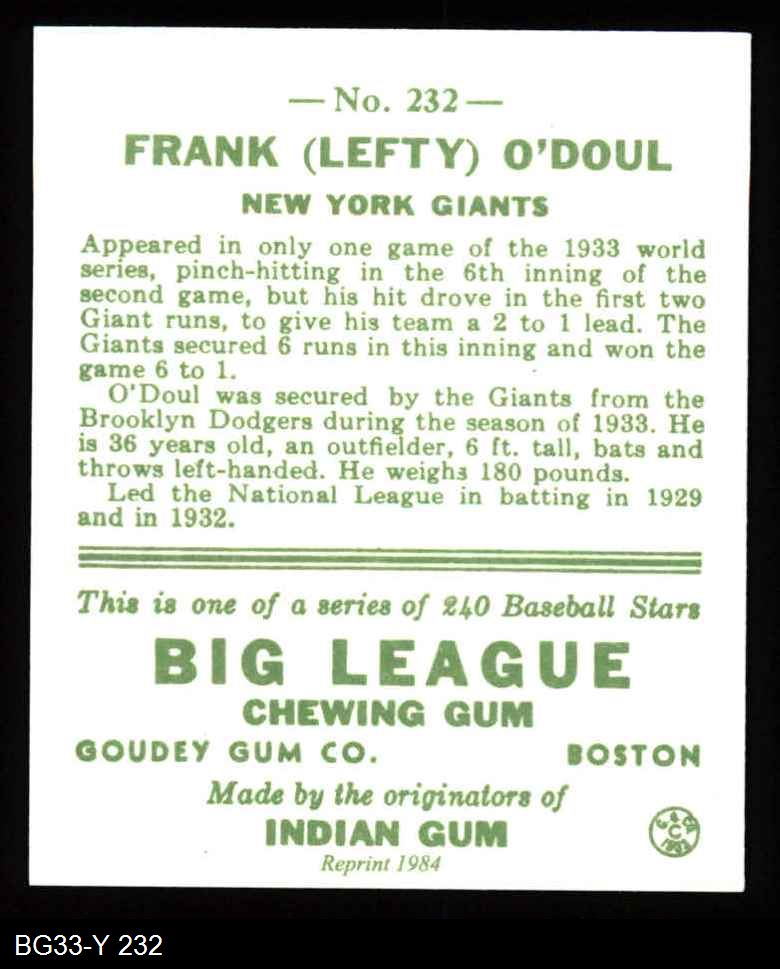 — No. 232 —
FRANK (LEFTY) O'DOUL
NEW YORK GIANTS
Appeared in only one game of the 1933 world
series, pinch-hitting in the 6th inning of the
second game, but his hit drove in the first two
Giant runs, to give his team a 2 to 1 lead. The
Giants secured 6 runs in this inning and won the
game 6 to 1.
O'Doul was secured by the Giants from the
Brooklyn Dodgers during the season of 1933. He
is 36 years old, an outfielder, 6 ft. tall, bats and
throws left-handed. He weighs 180 pounds.
Led the National League in batting in 1929
and in 1932.
This is one of a series of 240 Baseball Stars
BIG LEAGUE
CHEWING GUM
GOUDEY GUM CO. BOSTON
Made by the originators of
INDIAN GUM
Reprint 1984
BG33-Y 232